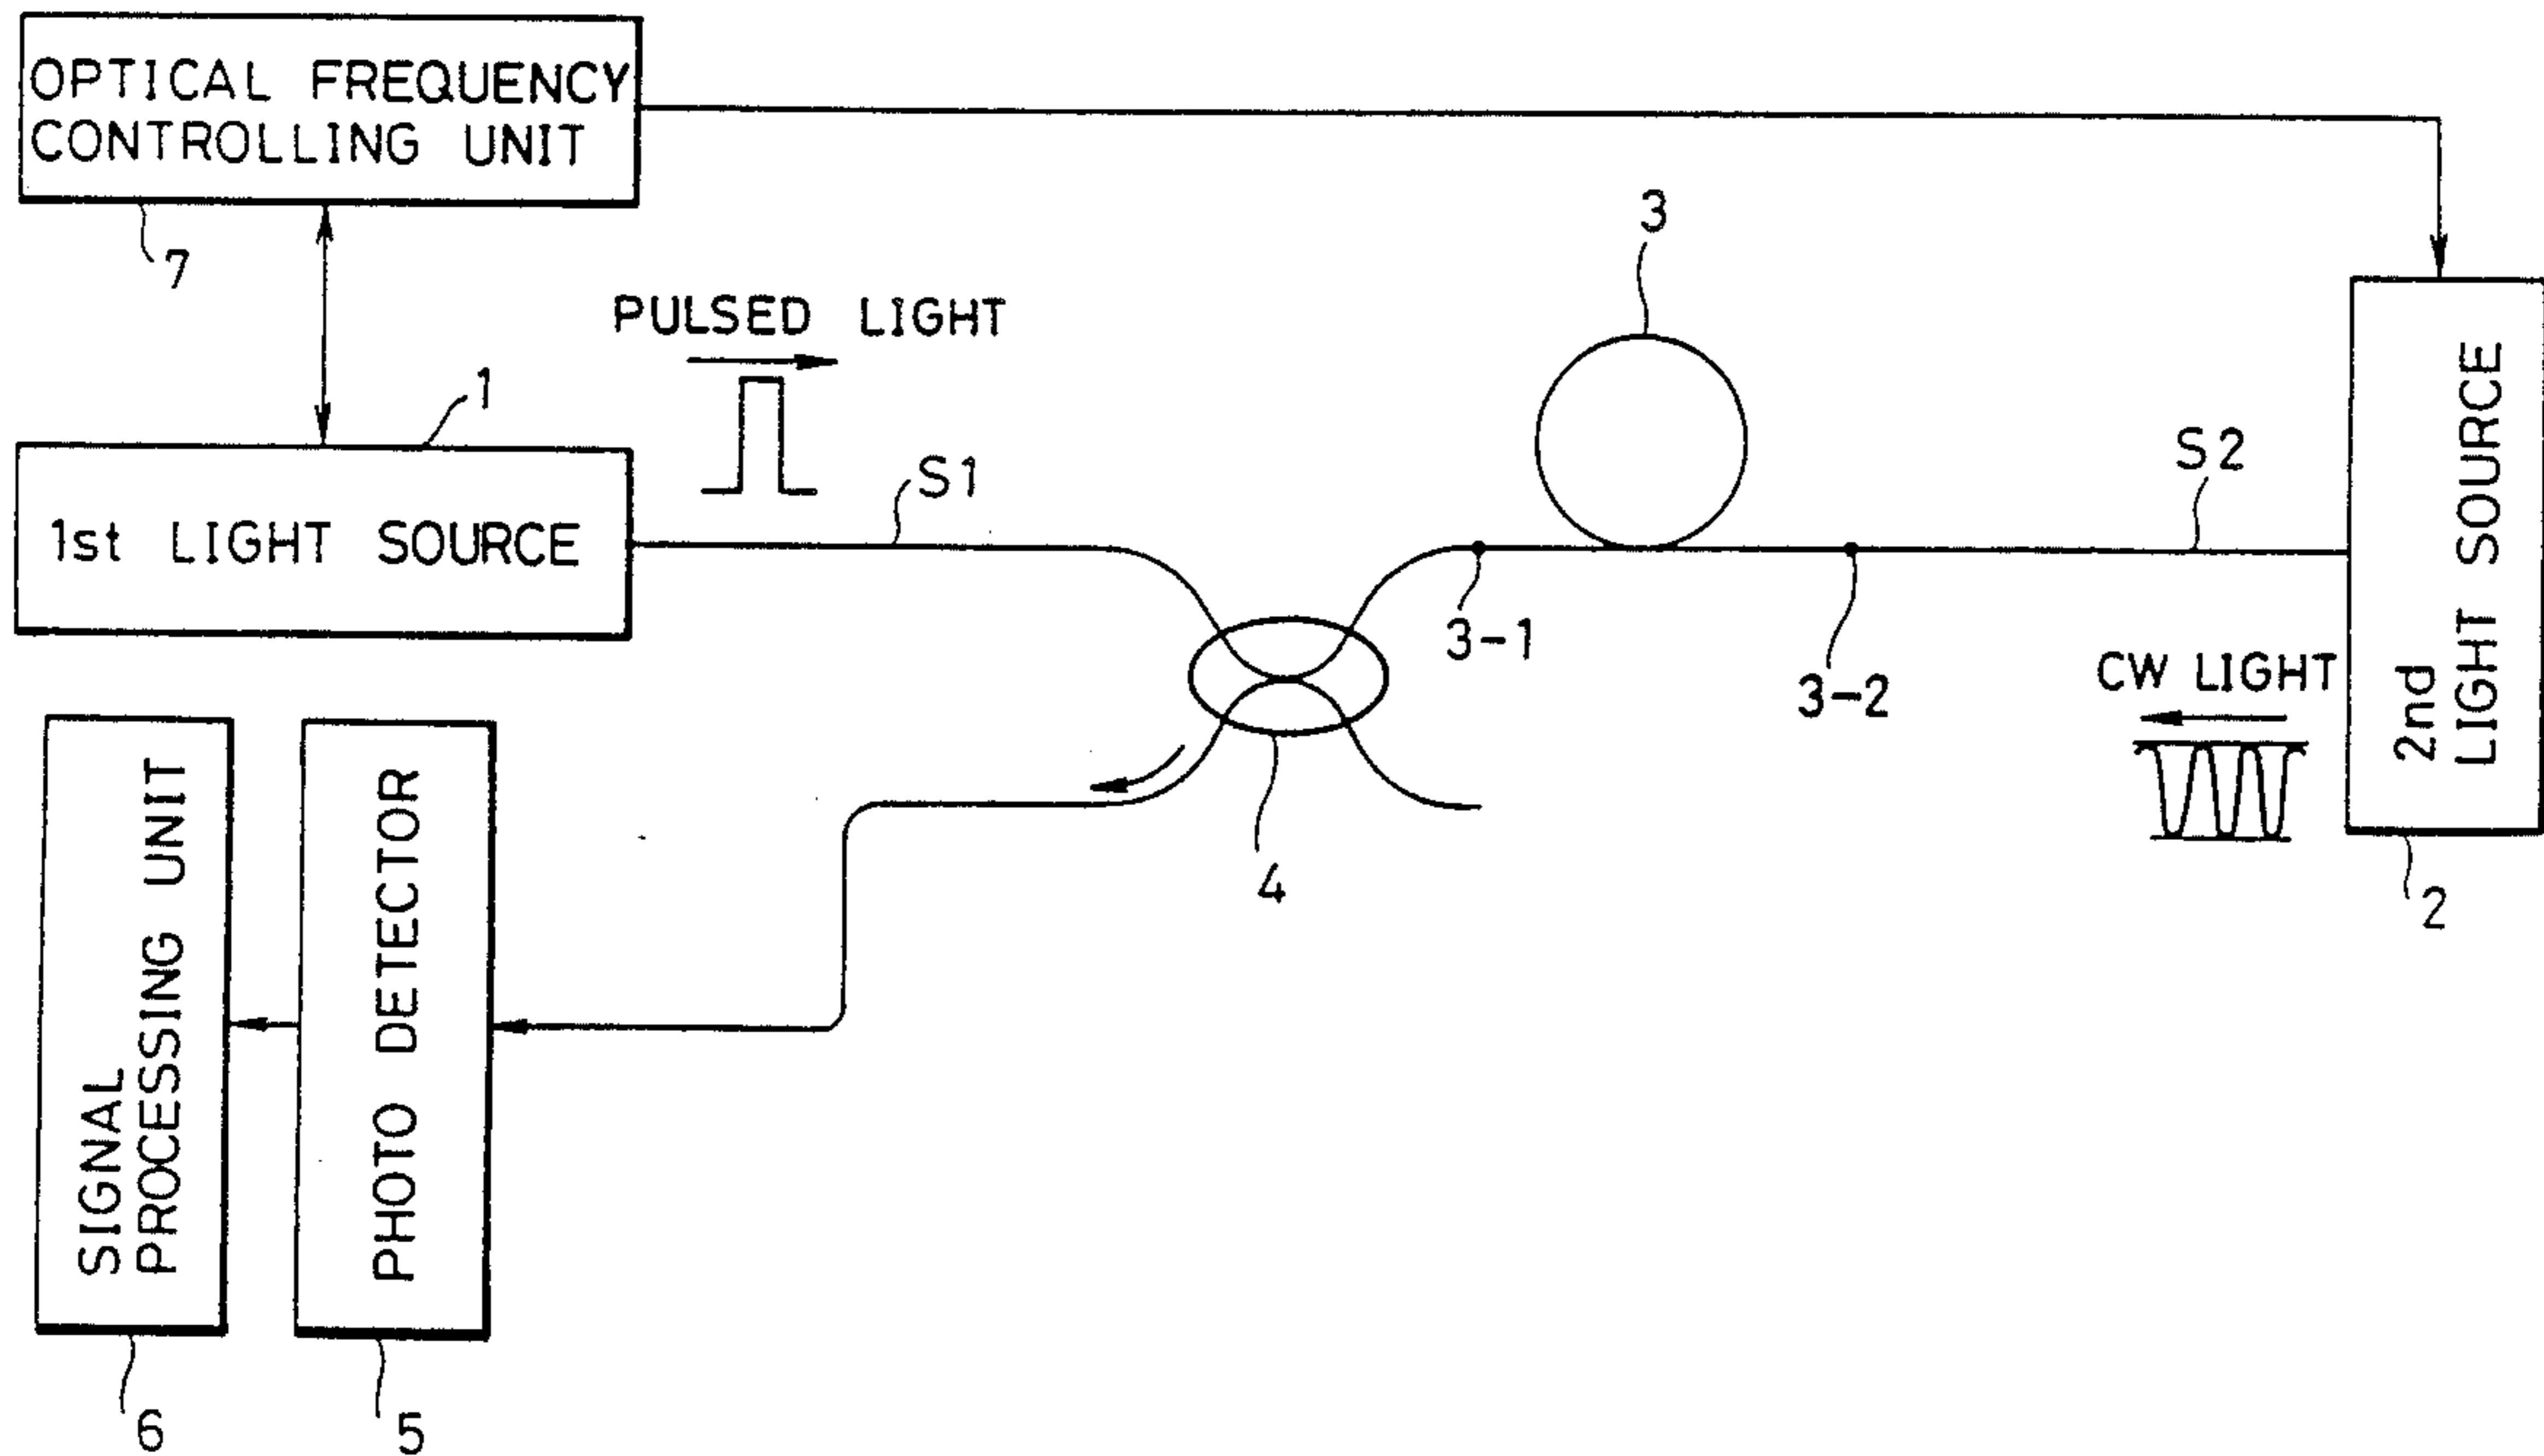 OPTICAL FREQUENCY
CONTROLLING UNIT
7
3
PULSED LIGHT
1
1st LIGHT SOURCE
S1
S2
3-1
3-2
CW LIGHT
2nd
LIGHT SOURCE
2
4
SIGNAL
PROCESSING UNIT
PHOTO DETECTOR
6
5